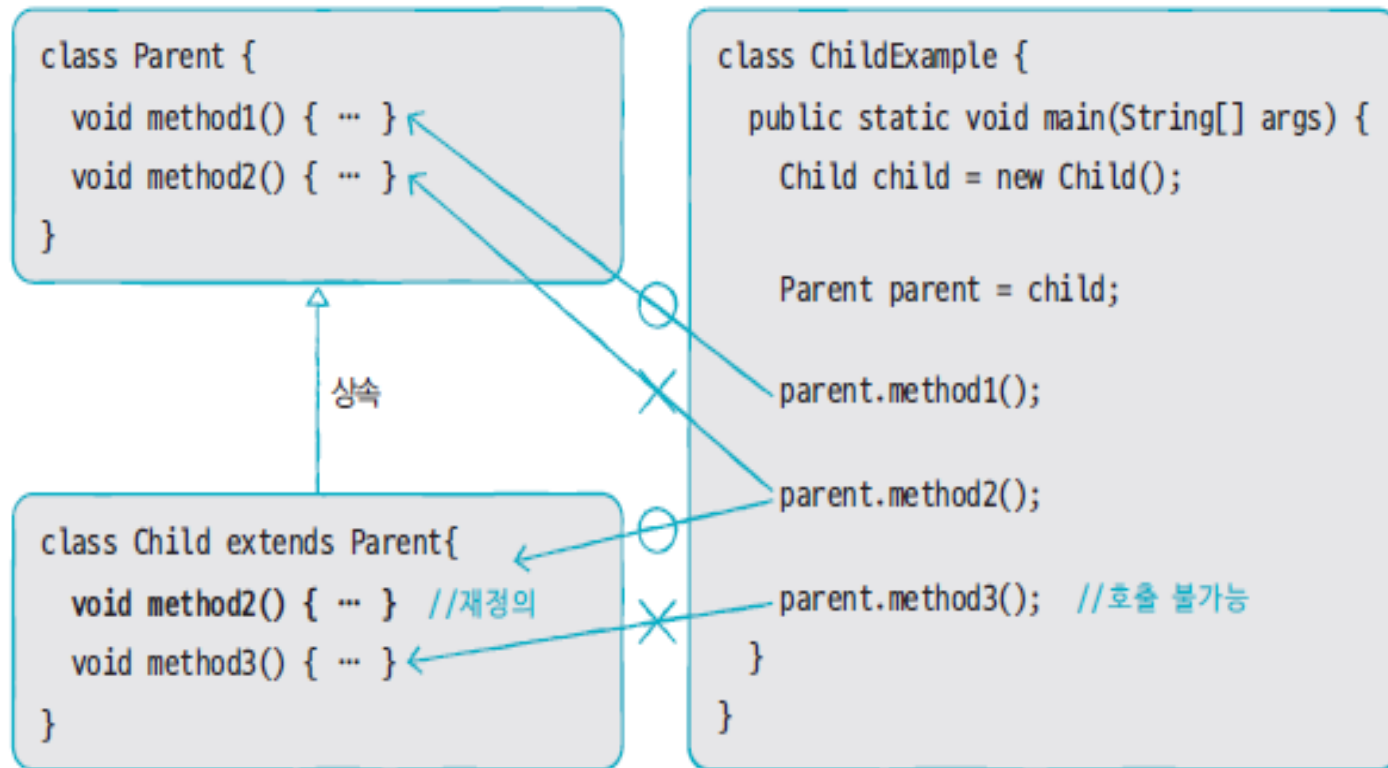 class Parent {
void method1() { … }
void method2() { … }
}
상속
class Child extends Parent{
void method2() { … } //재정의
void method3() { … }
}
class ChildExample {
public static void main(String[] args) {
Child child = new Child();
Parent parent = child;
parent.method1();
parent.method2();
parent.method3(); //호출 불가능
}
}